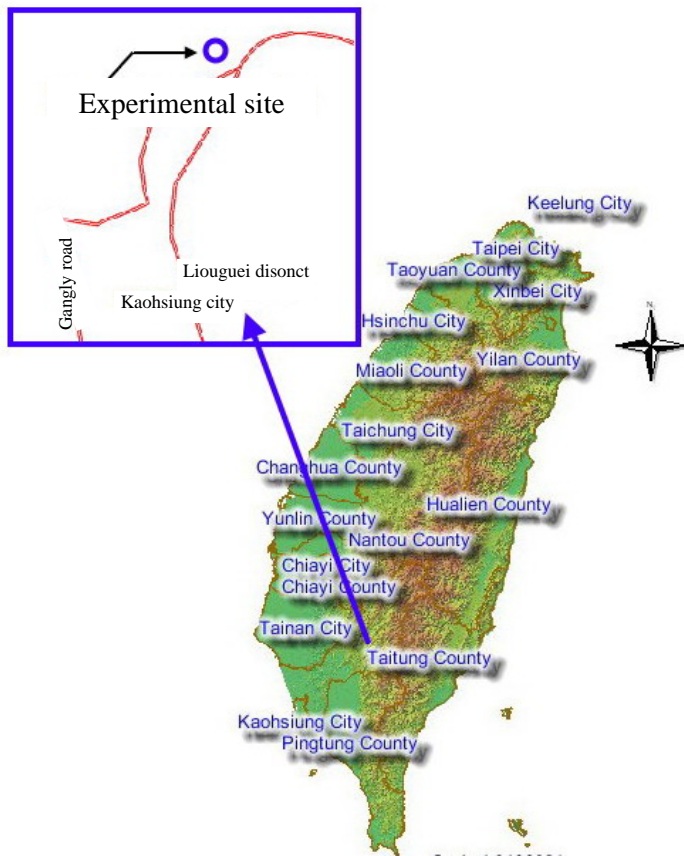 Experimental site
Liouguei disonct
Kaohsiung city
Gangly road
Keelung City
Taipei City
Taoyuan County
Xinbei City
Hsinchu City
N
Yilan County
Miaoli County
Taichung City
Changhua County
Hualien County
Yunlin County
Nantou County
Chiayi City
Chiayi County
Tainan City
Taitung County
Kaohsiung City
Pingtung County